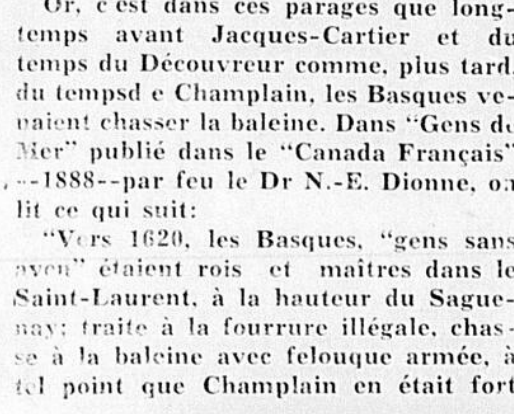 Or, c'est dans ces parages que long-
temps avant Jacques-Cartier et du
temps du Découvreur comme, plus tard,
du tempsd e Champlain, les Basques ve-
naient chasser la baleine. Dans "Gens de
Mer" publié dans le "Canada Français"
,--1888--par feu le Dr N.-E. Dionne, on
lit ce qui suit:
"Vers 1620, les Basques, "gens sans
aveu" étaient rois et maîtres dans le
Saint-Laurent, à la hauteur du Sague-
nay; traite à la fourrure illégale, chas-
se à la baleine avec felouque armée, à
tel point que Champlain en était fort